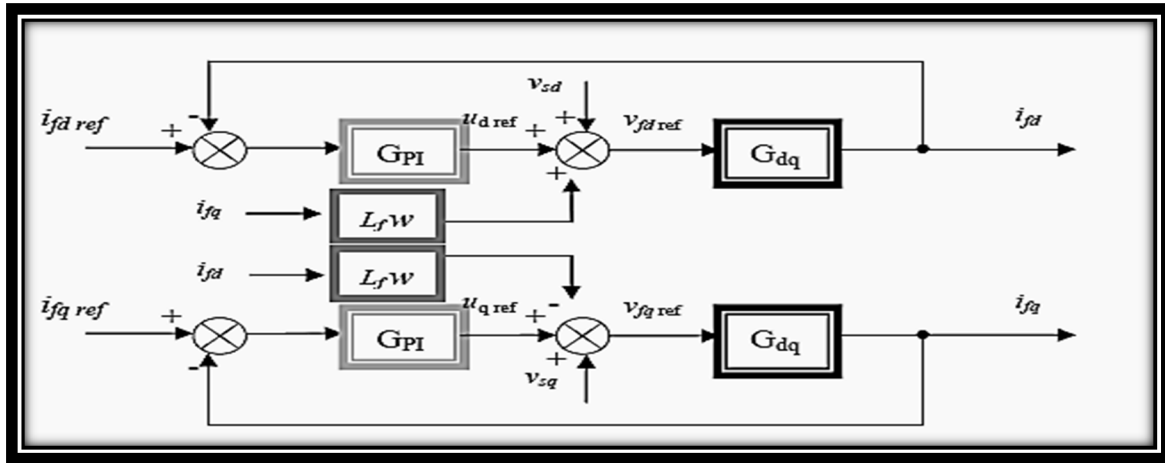 v_sd
i_fd ref + - G_PI u_d ref + + + v_fd ref G_dq i_fd
i_fq L_f w
i_fd L_f w
i_fq ref + - G_PI u_q ref + - + v_fq ref G_dq i_fq
v_sq